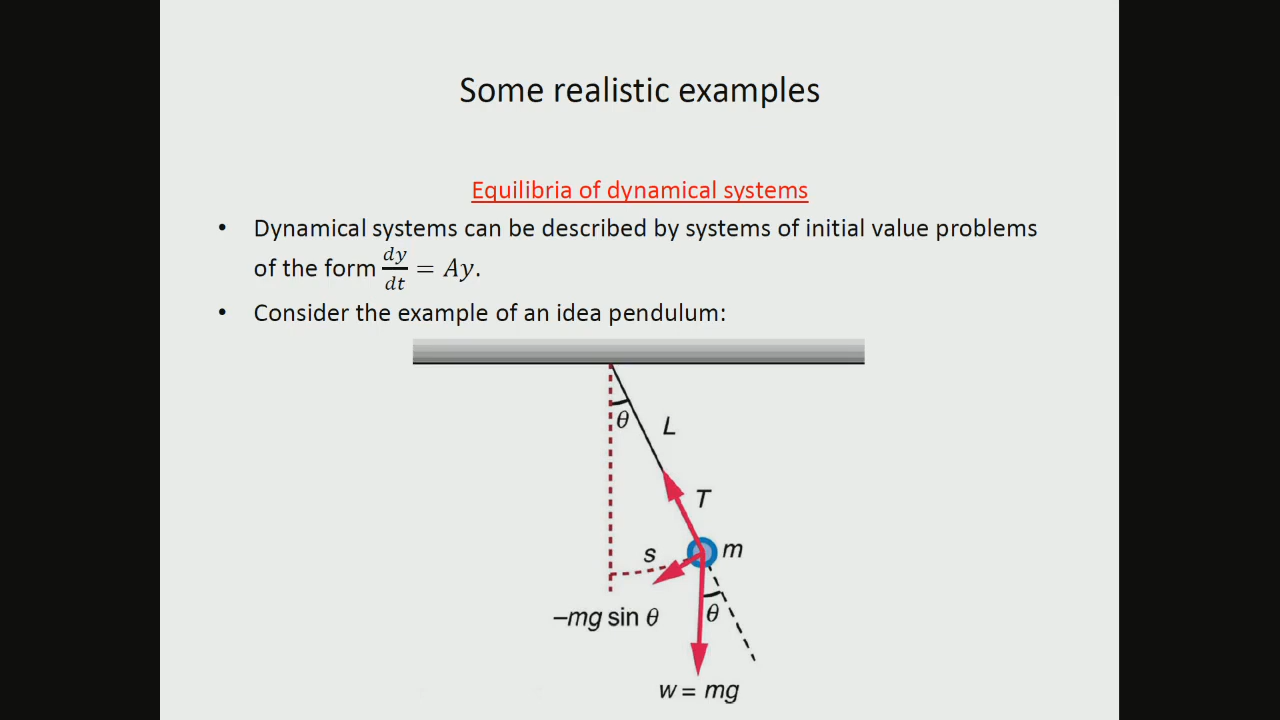 Some realistic examples
Equilibria of dynamical systems
• Dynamical systems can be described by systems of initial value problems
of the form dy/dt = Ay.
• Consider the example of an idea pendulum:
θ
L
T
s
m
–mg sin θ
θ
w = mg